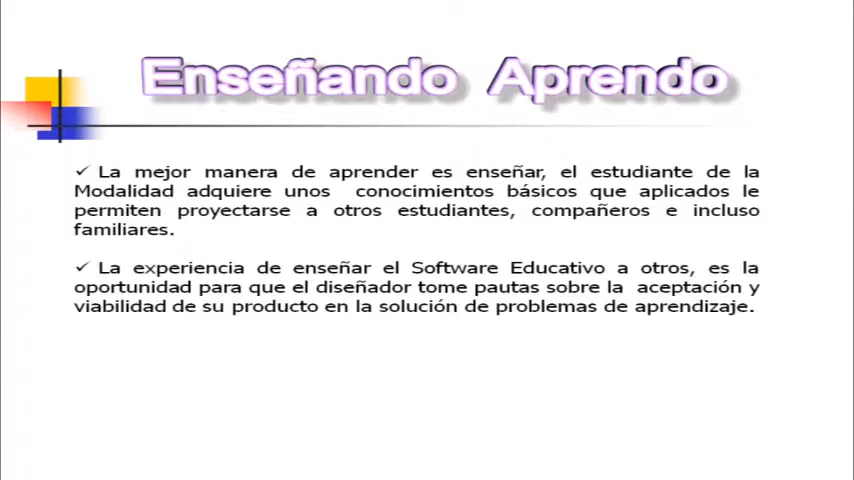 Enseñando Aprendo
✓ La mejor manera de aprender es enseñar, el estudiante de la
Modalidad adquiere unos conocimientos básicos que aplicados le
permiten proyectarse a otros estudiantes, compañeros e incluso
familiares.
✓ La experiencia de enseñar el Software Educativo a otros, es la
oportunidad para que el diseñador tome pautas sobre la aceptación y
viabilidad de su producto en la solución de problemas de aprendizaje.